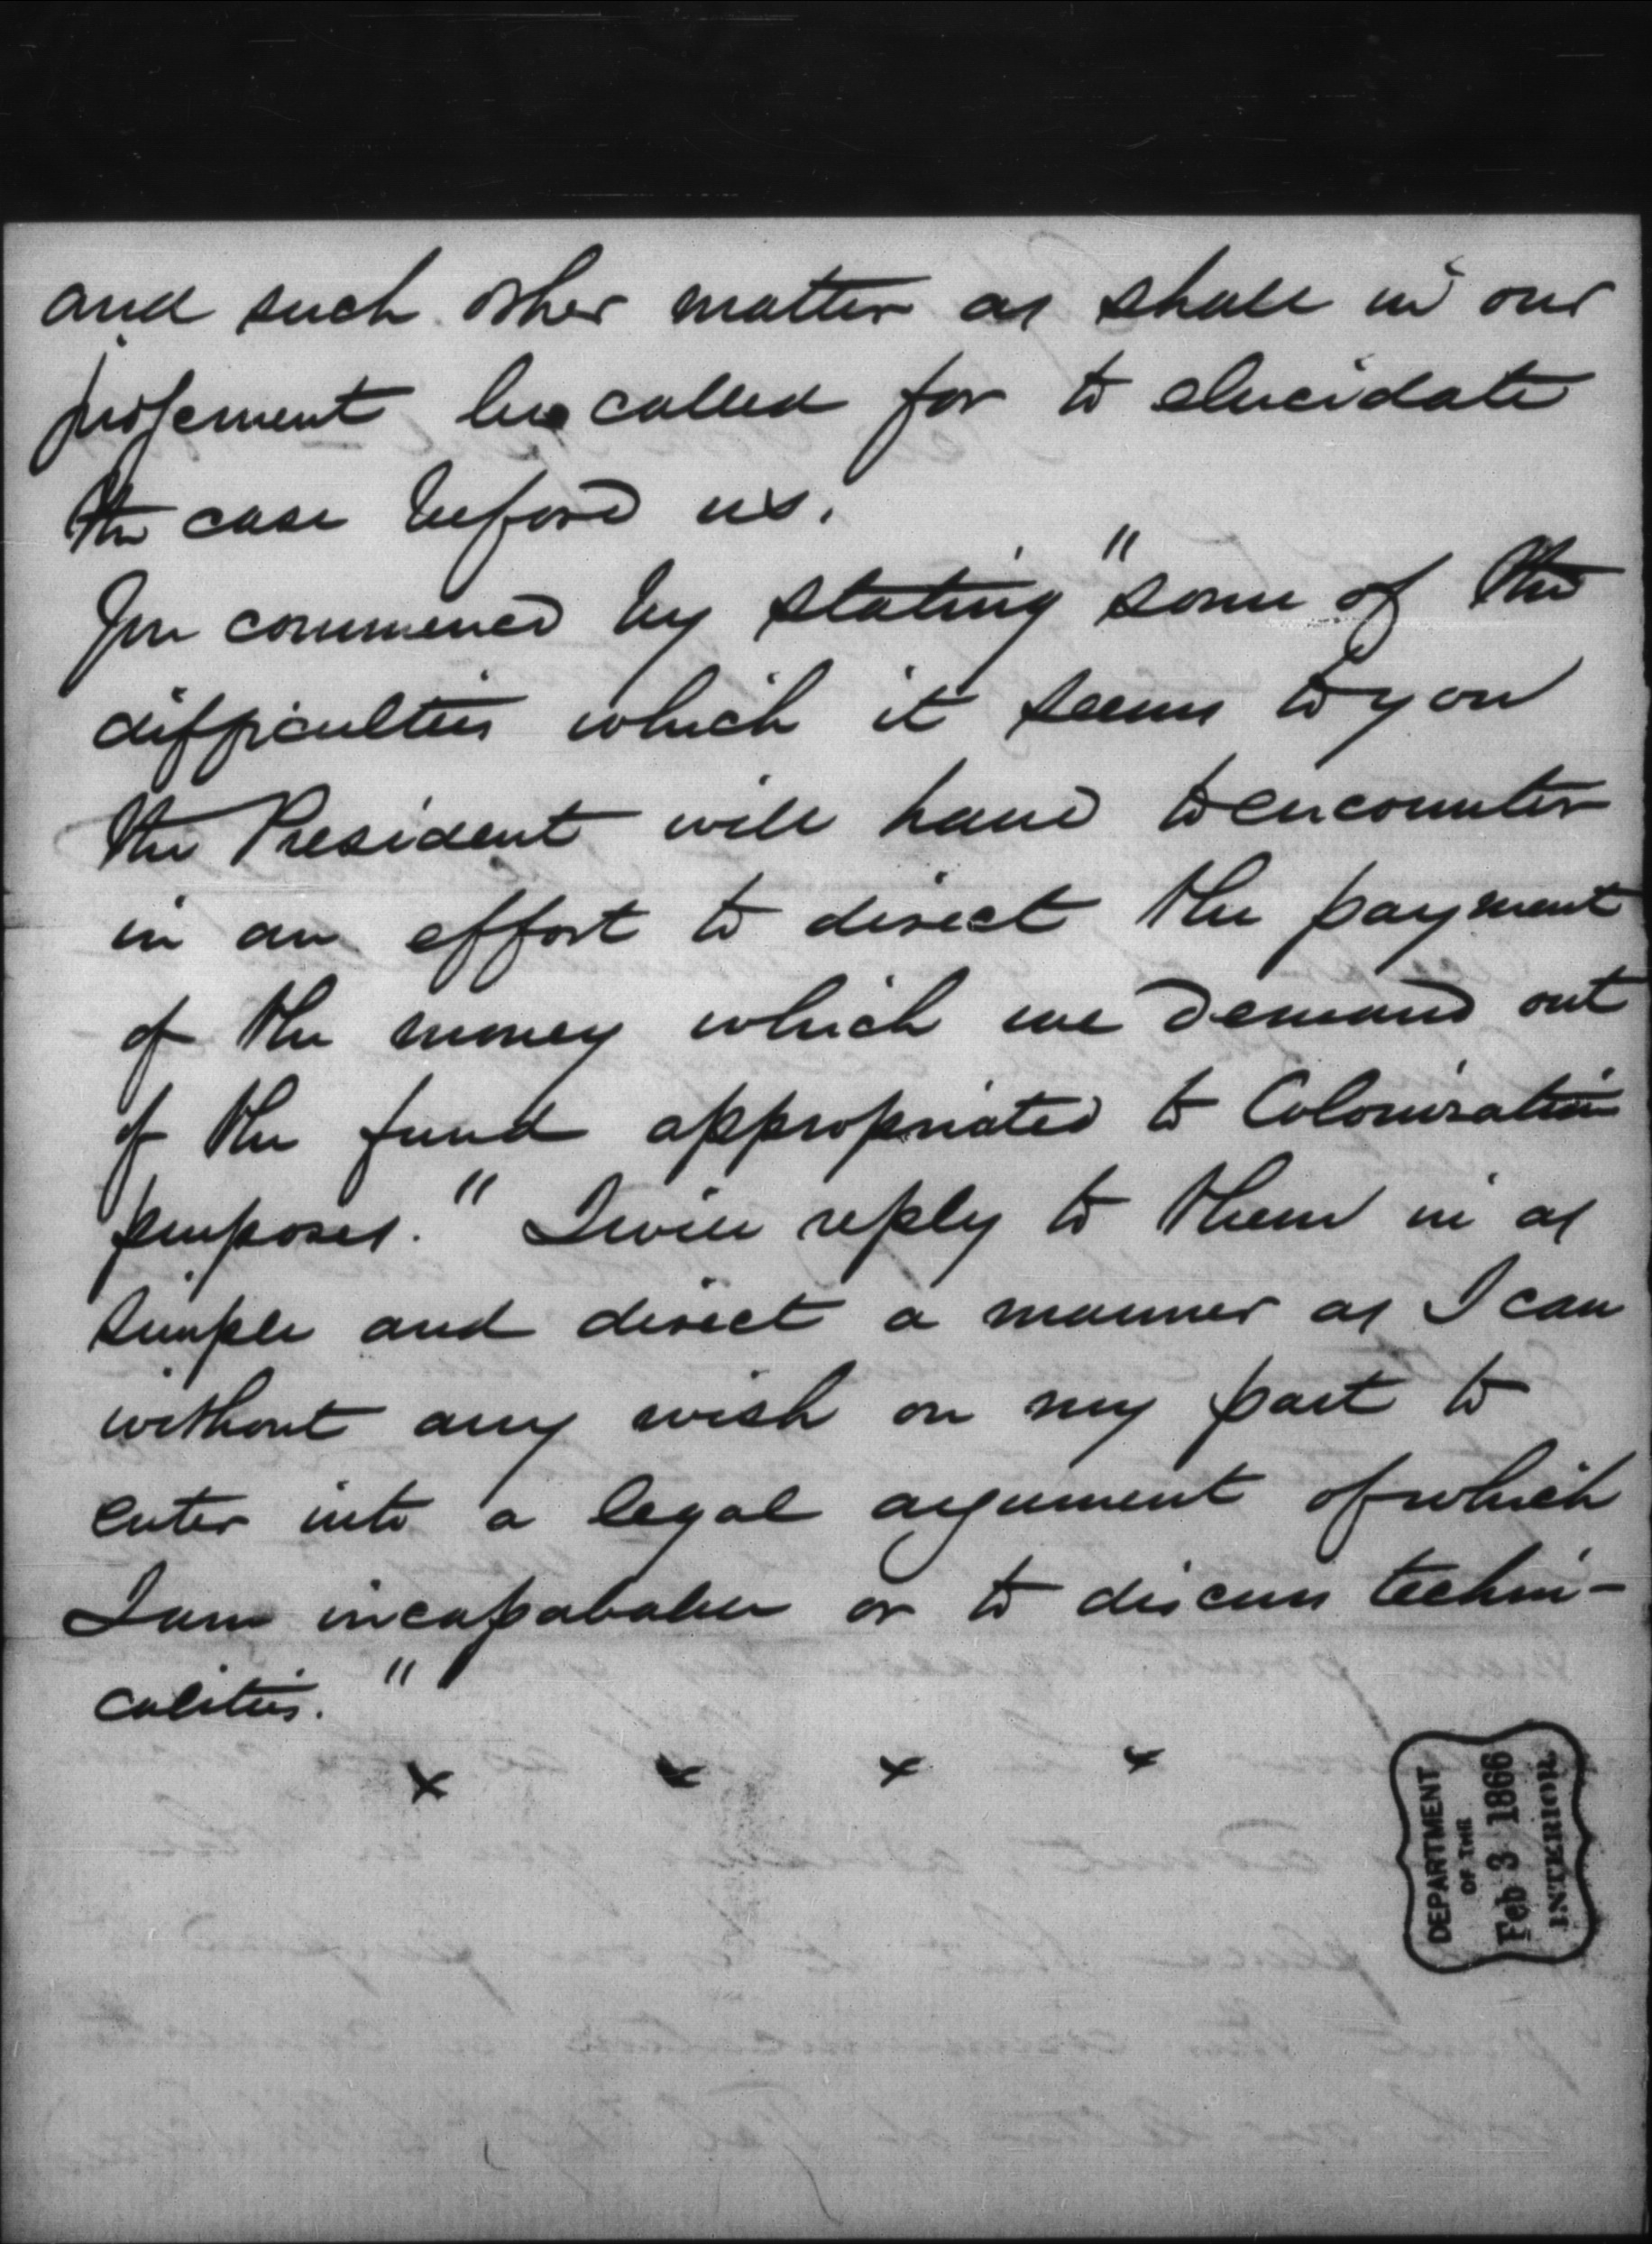 and such other matter as shall in our
judgement be called for to elucidate
the case before us.
You commenced by stating "some of the
difficulties which it seems to you
the President will have to encounter
in an effort to direct the payment
of the money which we demand out
of the fund appropriated to Colonization
purposes." I will reply to them in as
simple and direct a manner as I can
without any wish on my part to
enter into a legal argument of which
I am incapabable or to discuss techni-
calities."
x x x x
DEPARTMENT
OF THE
Feb 3 1866
INTERIOR